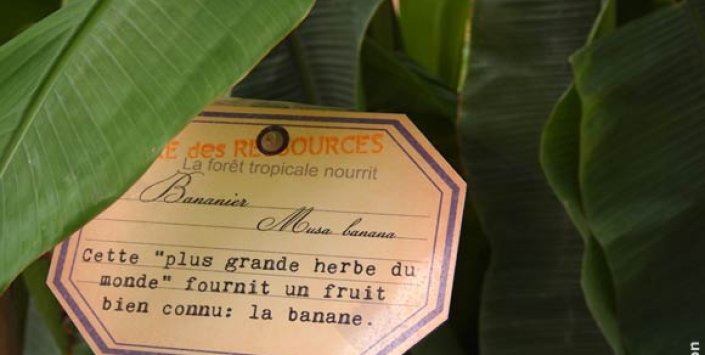 des RESSOURCES
La forêt tropicale nourrit
Bananier
Musa banana
Cette "plus grande herbe du
monde" fournit un fruit
bien connu: la banane.